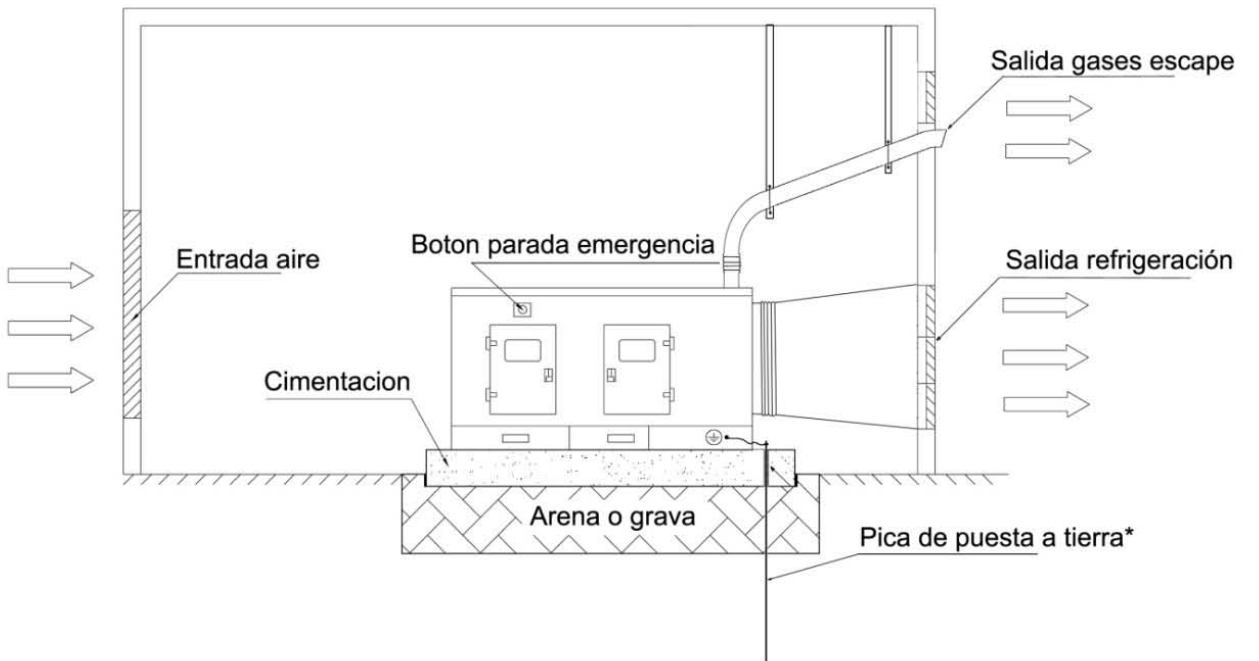 Salida gases escape
Boton parada emergencia
Entrada aire
Salida refrigeración
Cimentacion
Arena o grava
Pica de puesta a tierra*